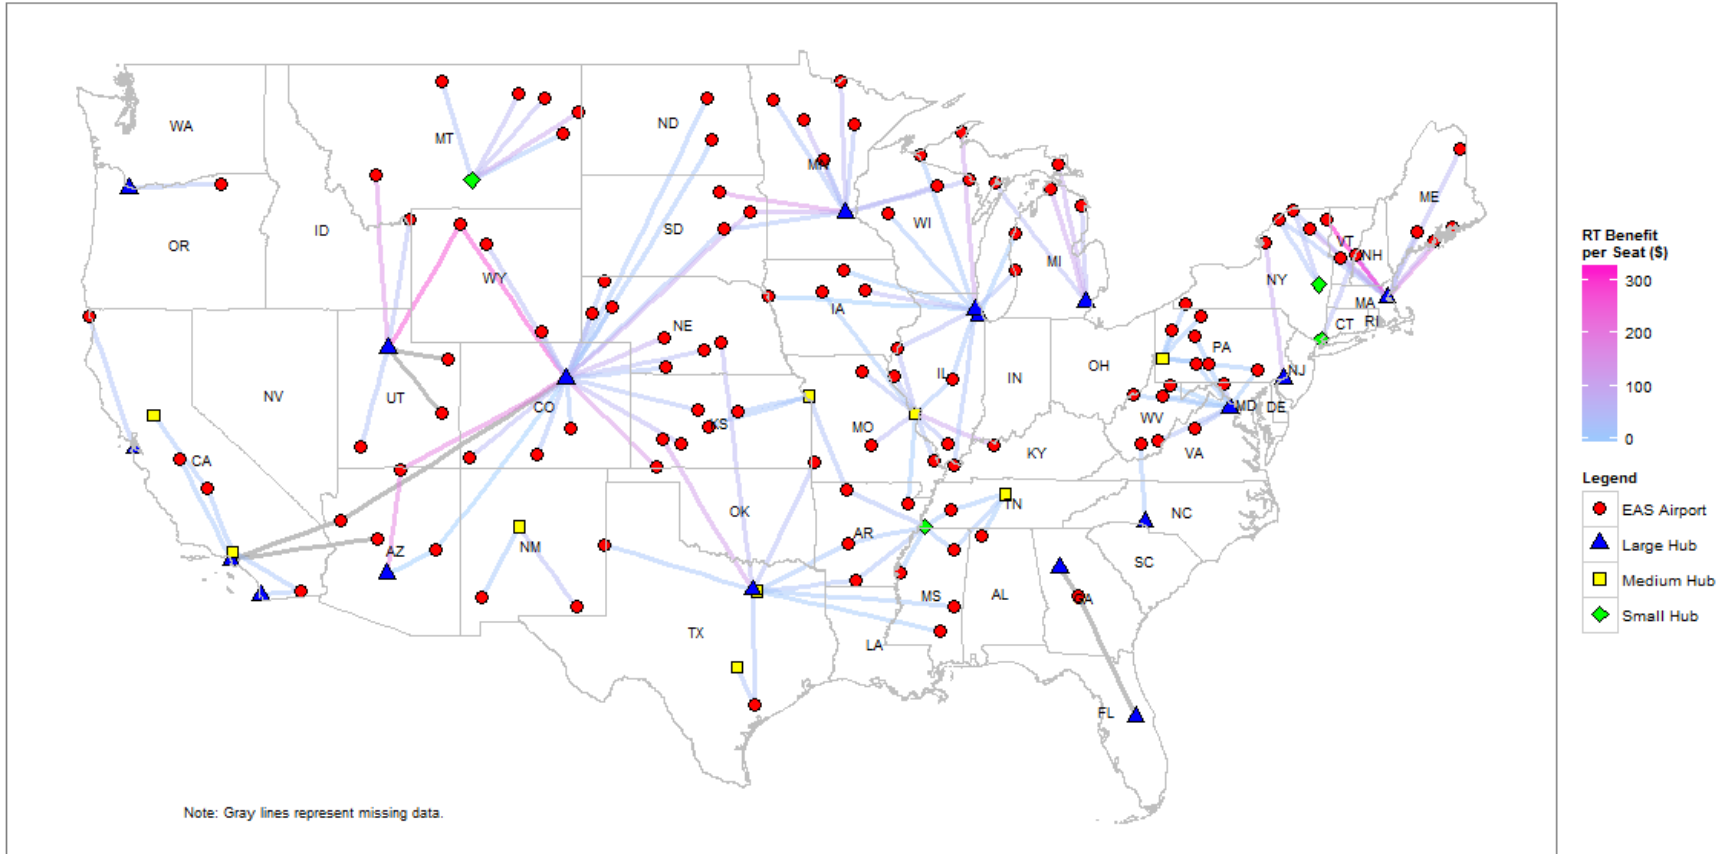 WA
MT
ND
MN
ME
OR
ID
SD
WI
VT
NH
WY
MI
NY
MA
IA
CT
RI
NE
PA
NV
UT
CO
IL
IN
OH
NJ
CA
KS
MO
WV
MD
DE
KY
VA
OK
TN
NC
AZ
NM
AR
SC
MS
AL
GA
TX
LA
FL
Note: Gray lines represent missing data.
RT Benefit
per Seat ($)
300
200
100
0
Legend
EAS Airport
Large Hub
Medium Hub
Small Hub